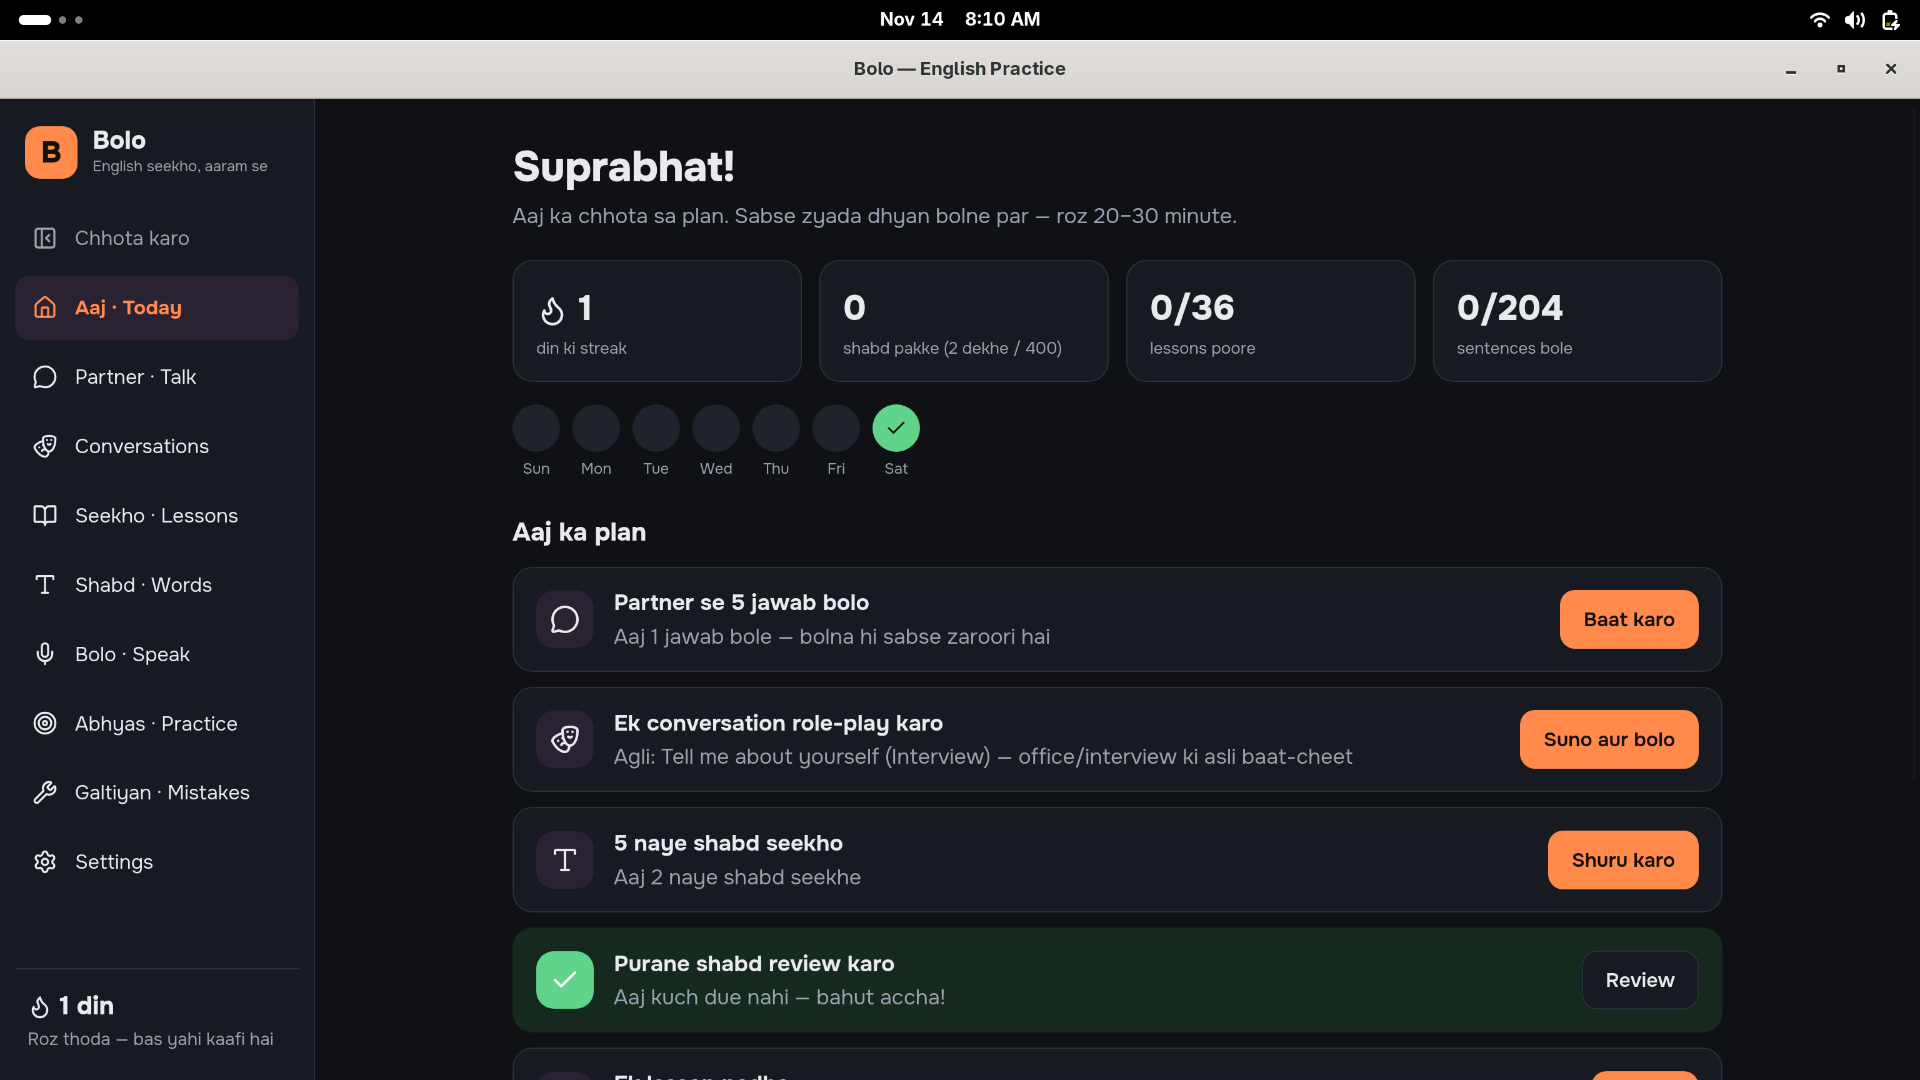 Nov 14 8:10 AM
Bolo — English Practice
B
Bolo
English seekho, aaram se
Chhota karo
Aaj · Today
Partner · Talk
Conversations
Seekho · Lessons
Shabd · Words
Bolo · Speak
Abhyas · Practice
Galtiyan · Mistakes
Settings
1 din
Roz thoda — bas yahi kaafi hai
Suprabhat!
Aaj ka chhota sa plan. Sabse zyada dhyan bolne par — roz 20–30 minute.
1
din ki streak
0
shabd pakke (2 dekhe / 400)
0/36
lessons poore
0/204
sentences bole
Sun Mon Tue Wed Thu Fri Sat
Aaj ka plan
Partner se 5 jawab bolo
Aaj 1 jawab bole — bolna hi sabse zaroori hai
Baat karo
Ek conversation role-play karo
Agli: Tell me about yourself (Interview) — office/interview ki asli baat-cheet
Suno aur bolo
5 naye shabd seekho
Aaj 2 naye shabd seekhe
Shuru karo
Purane shabd review karo
Aaj kuch due nahi — bahut accha!
Review